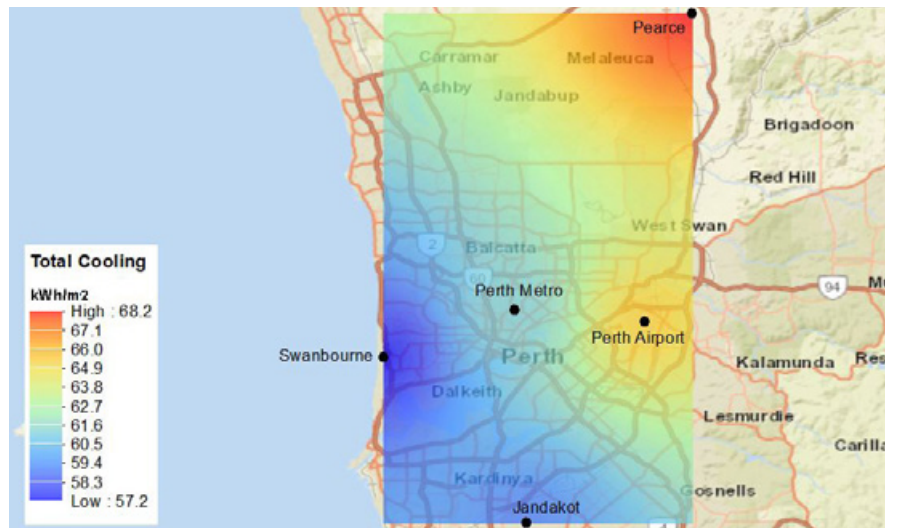 Pearce
Carramar
Melaleuca
Ashby
Jandabup
Brigadoon
Red Hill
West Swan
2
Balcatta
60
94
Perth Metro
Perth Airport
Swanbourne
Perth
Kalamunda
Dalkeith
Lesmurdie
Kardinya
Gosnells
Jandakot
Total Cooling
kWh/m2
High : 68.2
67.1
66.0
64.9
63.8
62.7
61.6
60.5
59.4
58.3
Low : 57.2